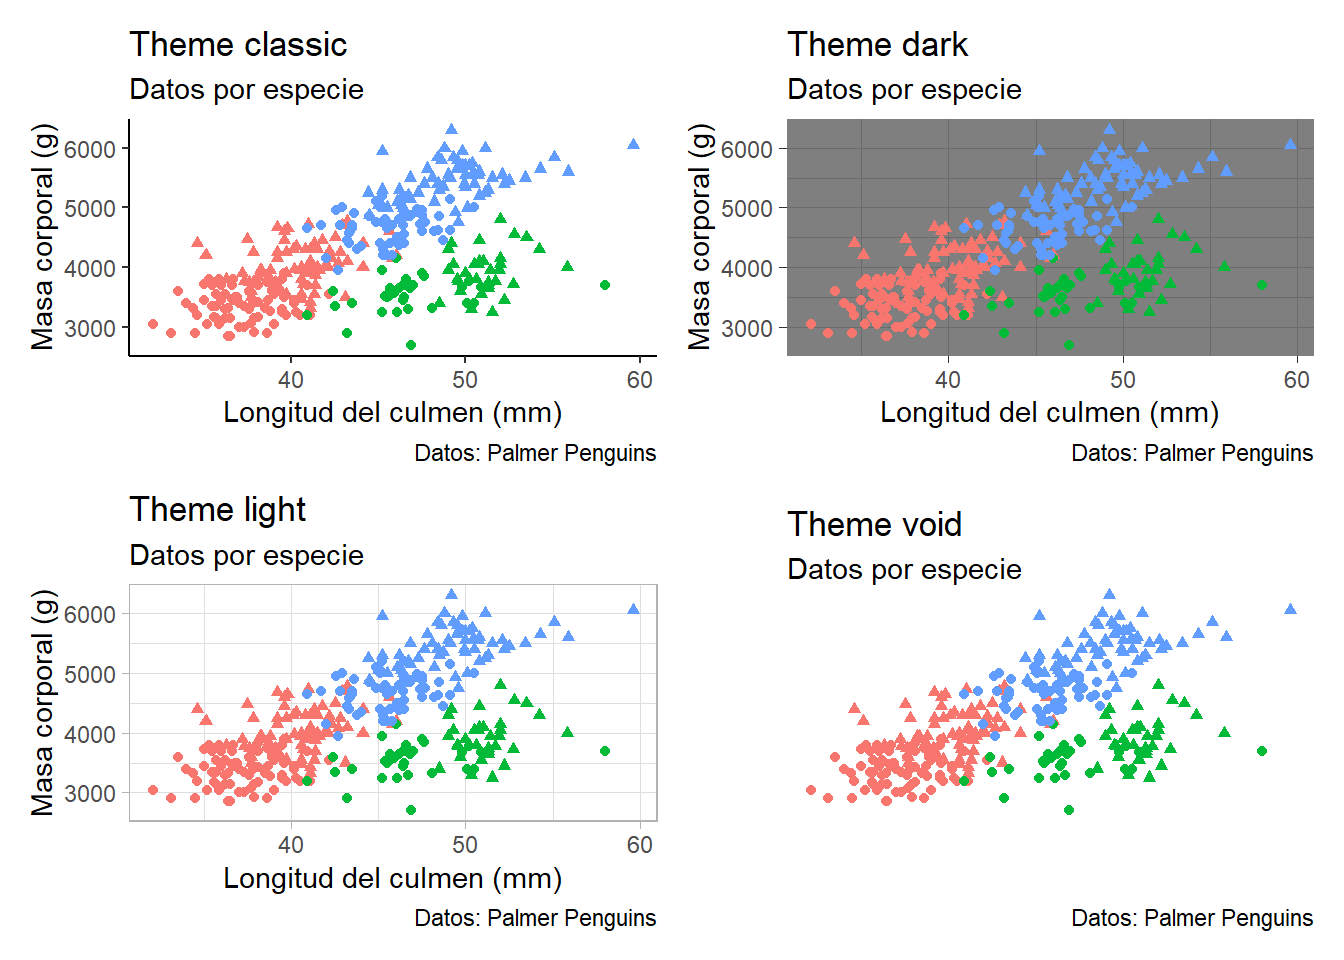 Theme classic
Datos por especie
Masa corporal (g)
6000
5000
4000
3000
40 50 60
Longitud del culmen (mm)
Datos: Palmer Penguins
Theme dark
Datos por especie
Masa corporal (g)
6000
5000
4000
3000
40 50 60
Longitud del culmen (mm)
Datos: Palmer Penguins
Theme light
Datos por especie
Masa corporal (g)
6000
5000
4000
3000
40 50 60
Longitud del culmen (mm)
Datos: Palmer Penguins
Theme void
Datos por especie
Datos: Palmer Penguins